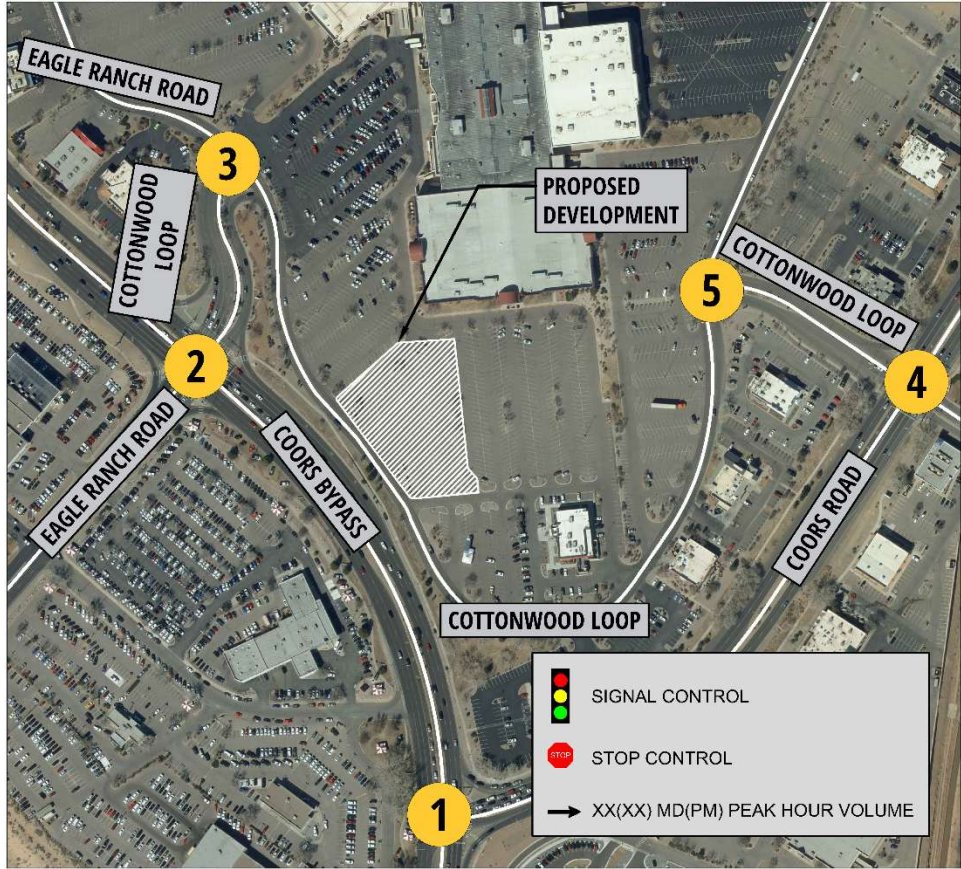 EAGLE RANCH ROAD
3
COTTONWOOD
LOOP
PROPOSED
DEVELOPMENT
COTTONWOOD LOOP
5
2
4
EAGLE RANCH ROAD
COORS BYPASS
COORS ROAD
COTTONWOOD LOOP
1
SIGNAL CONTROL
STOP
STOP CONTROL
XX(XX) MD(PM) PEAK HOUR VOLUME